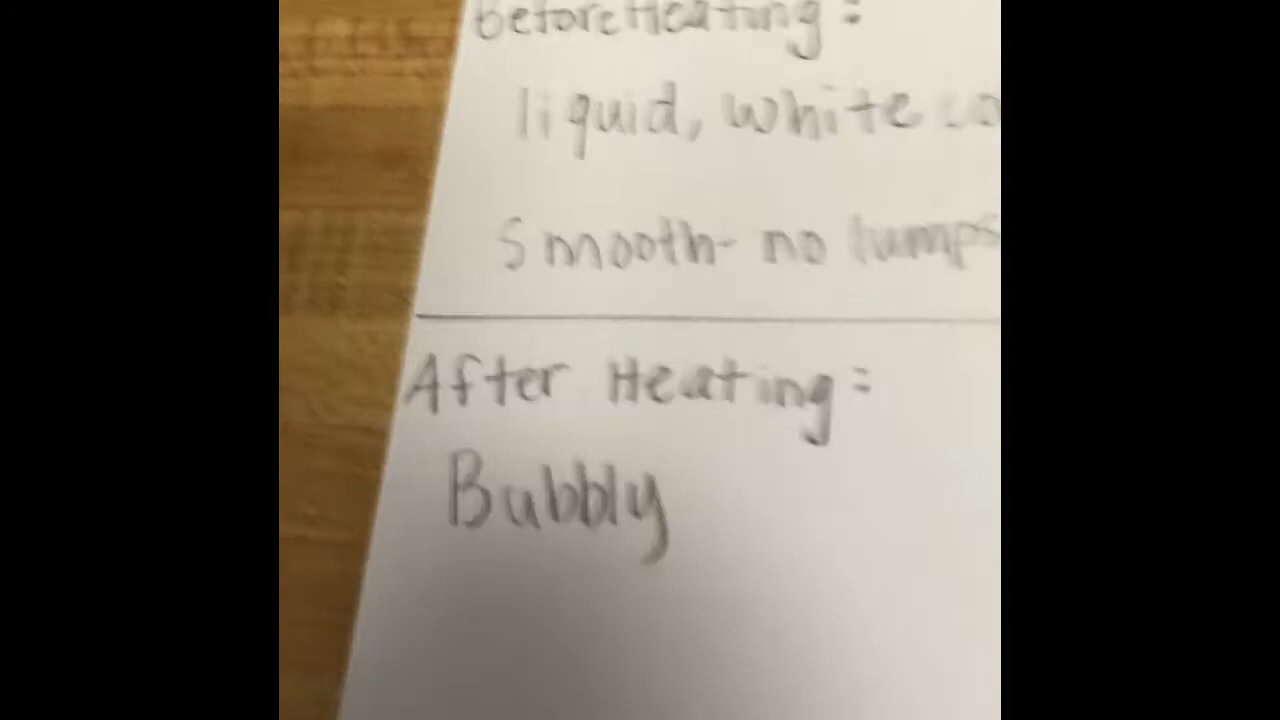 Before Heating:
liquid, white
smooth- no lumps
After Heating:
Bubbly